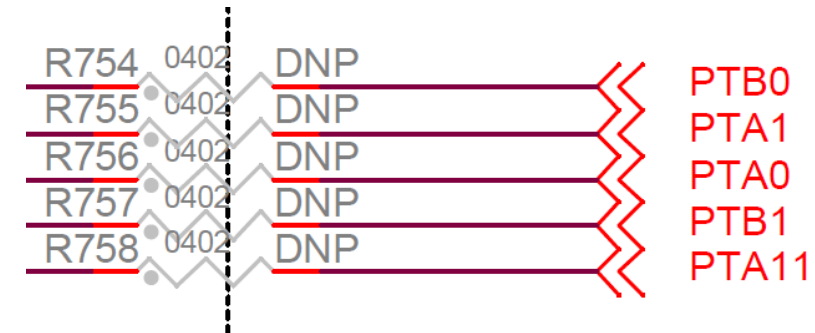 R754 0402 DNP PTB0
R755 0402 DNP PTA1
R756 0402 DNP PTA0
R757 0402 DNP PTB1
R758 0402 DNP PTA11